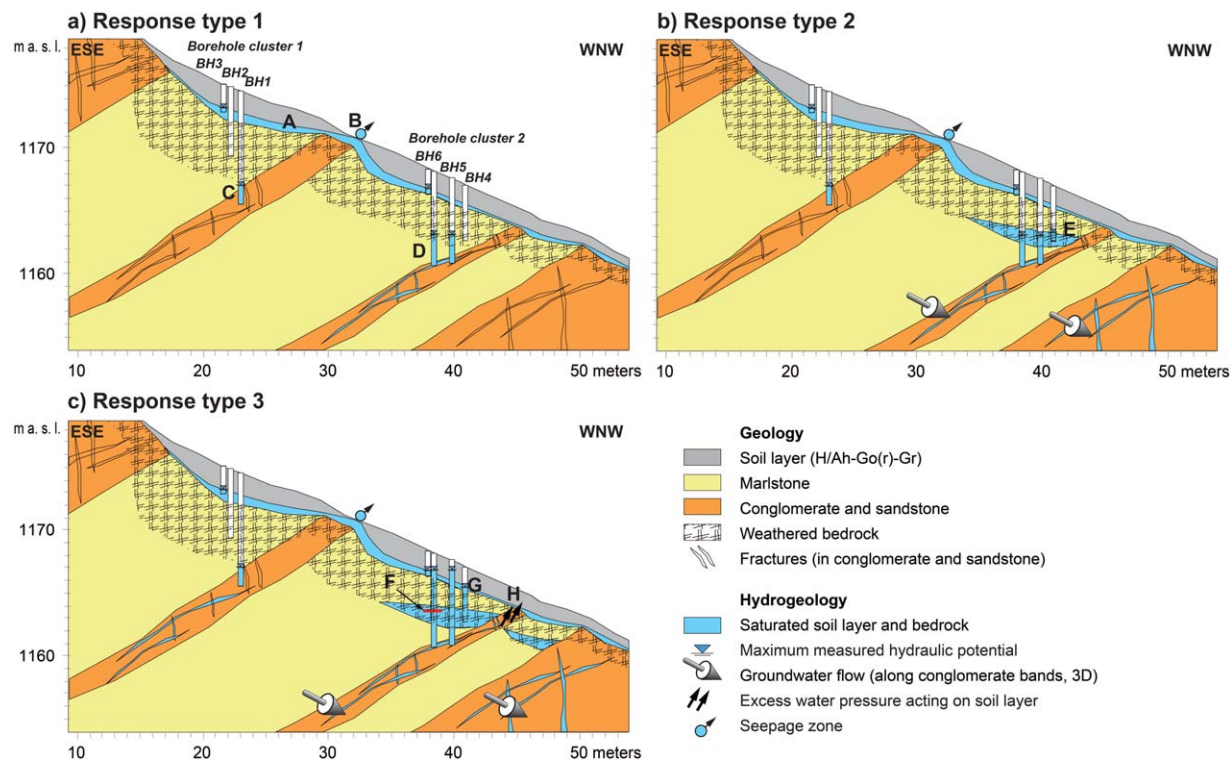 a) Response type 1
m a. s. l.
ESE
Borehole cluster 1
WNW
BH3
BH2
BH1
A
B
Borehole cluster 2
BH6
BH5
BH4
1170
C
D
1160
10 20 30 40 50 meters
b) Response type 2
ESE
WNW
E
10 20 30 40 50 meters
c) Response type 3
m a. s. l.
ESE
WNW
1170
F
G
H
1160
10 20 30 40 50 meters
Geology
Soil layer (H/Ah-Go(r)-Gr)
Marlstone
Conglomerate and sandstone
Weathered bedrock
Fractures (in conglomerate and sandstone)
Hydrogeology
Saturated soil layer and bedrock
Maximum measured hydraulic potential
Groundwater flow (along conglomerate bands, 3D)
Excess water pressure acting on soil layer
Seepage zone